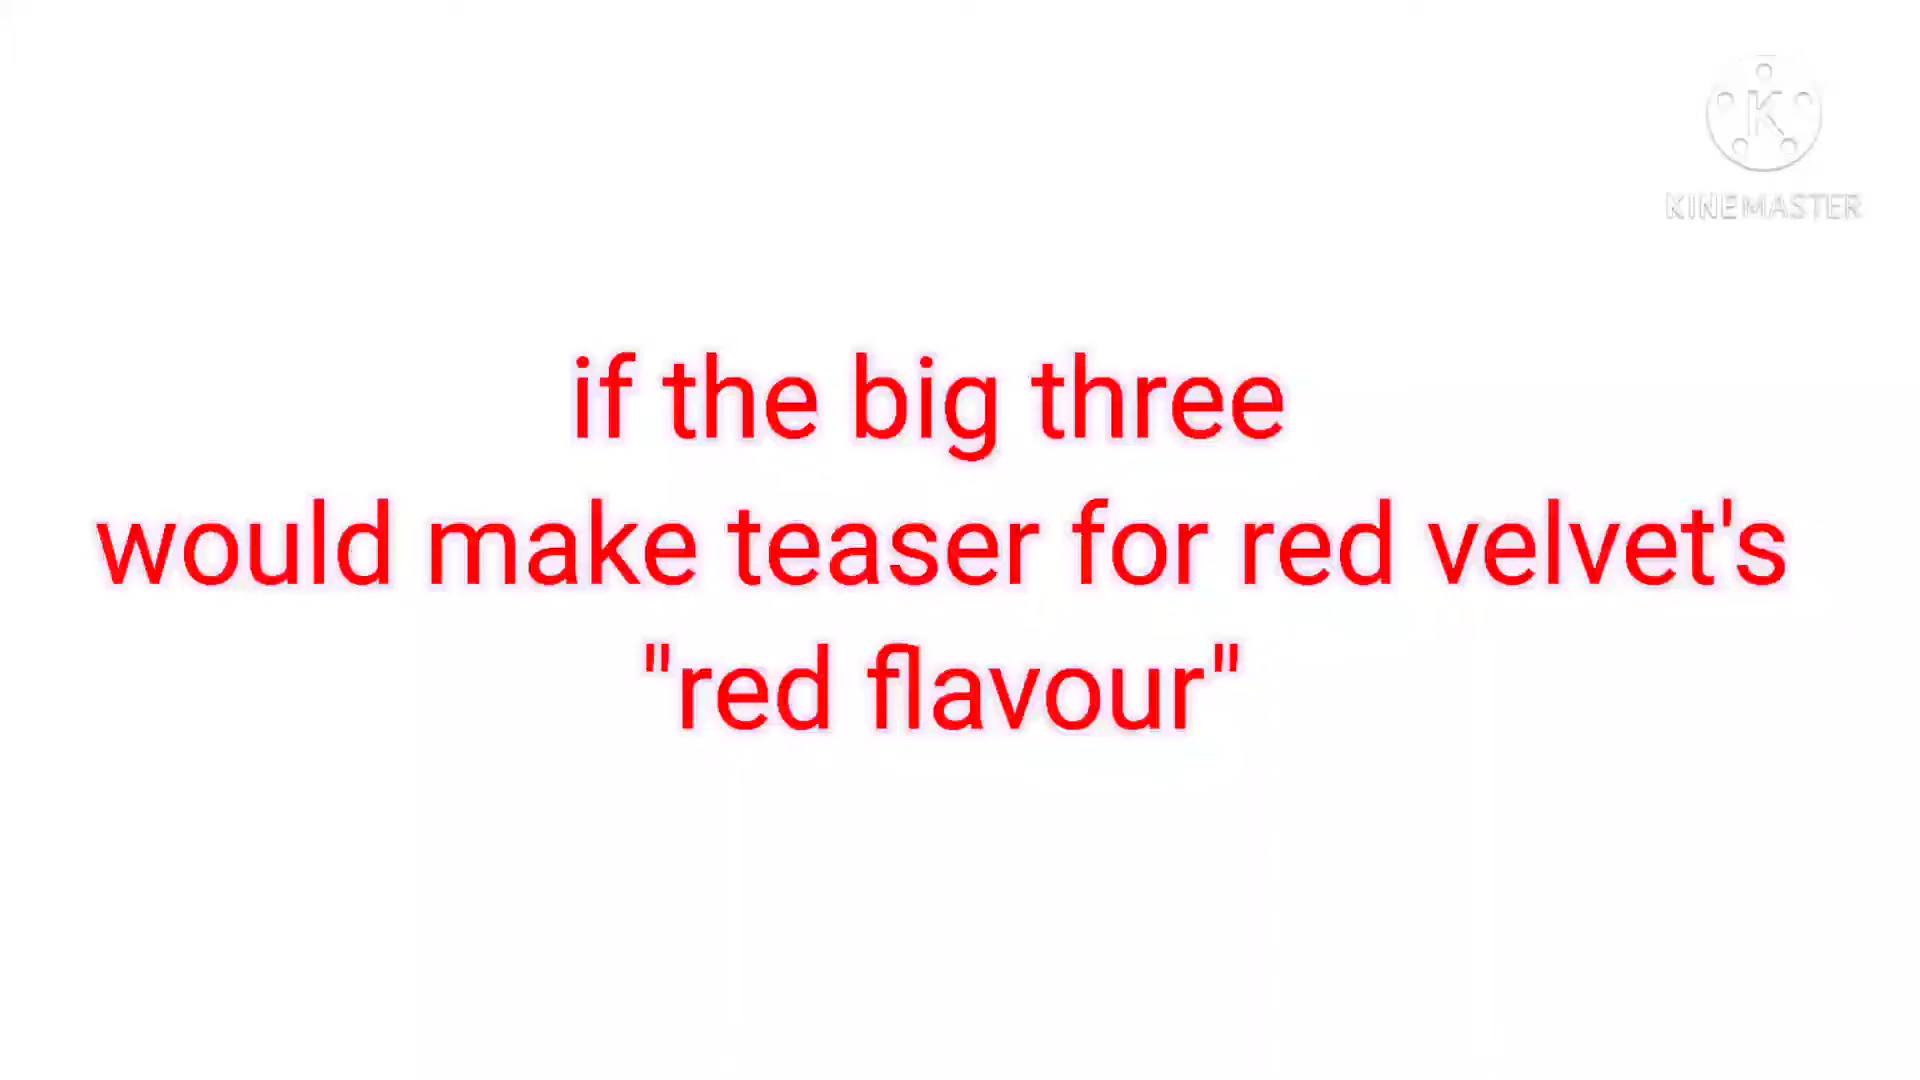 K
KINEMASTER
if the big three
would make teaser for red velvet's
"red flavour"